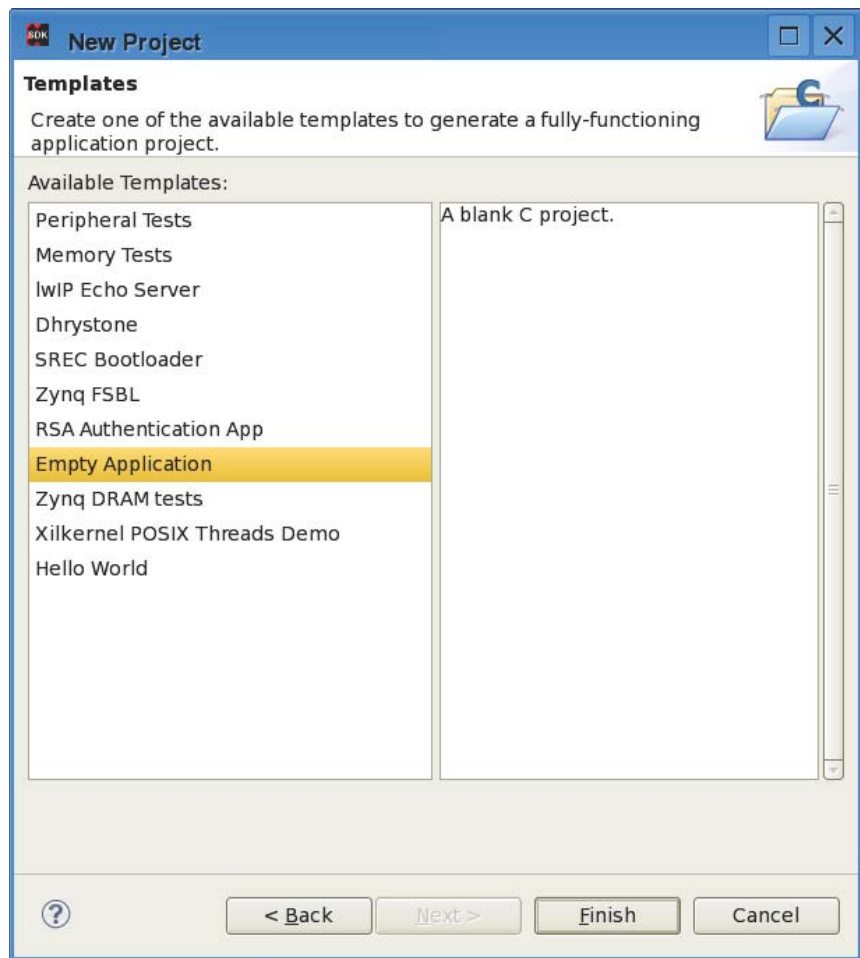 SDK New Project
Templates
Create one of the available templates to generate a fully-functioning
application project.
C
Available Templates:
Peripheral Tests
A blank C project.
Memory Tests
lwIP Echo Server
Dhrystone
SREC Bootloader
Zynq FSBL
RSA Authentication App
Empty Application
Zynq DRAM tests
Xilkernel POSIX Threads Demo
Hello World
? < Back Next > Finish Cancel